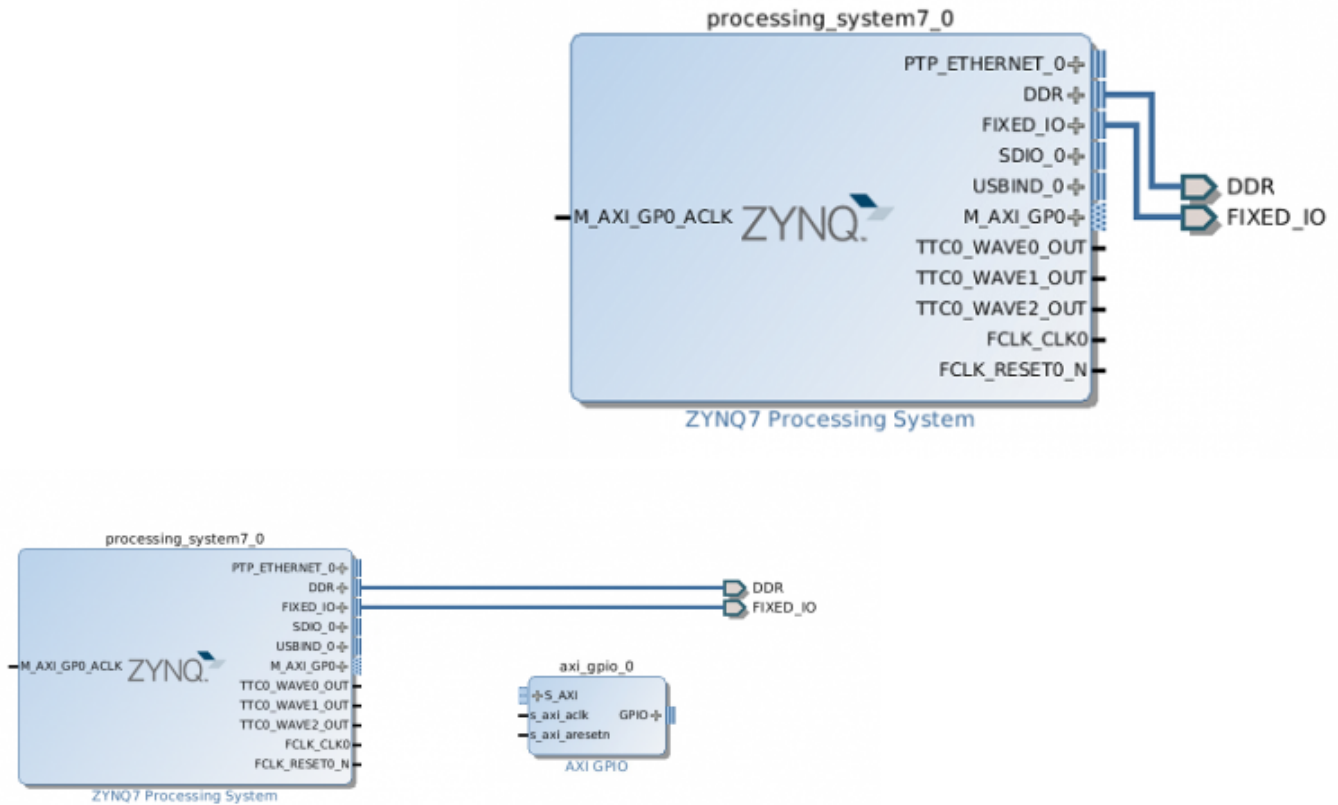 processing_system7_0
PTP_ETHERNET_0
DDR
FIXED_IO
SDIO_0
USBIND_0
DDR
M_AXI_GP0_ACLK
ZYNQ.
M_AXI_GP0
FIXED_IO
TTC0_WAVE0_OUT
TTC0_WAVE1_OUT
TTC0_WAVE2_OUT
FCLK_CLK0
FCLK_RESET0_N
ZYNQ7 Processing System
processing_system7_0
PTP_ETHERNET_0
DDR
DDR
FIXED_IO
FIXED_IO
SDIO_0
USBIND_0
M_AXI_GP0_ACLK
ZYNQ.
M_AXI_GP0
TTC0_WAVE0_OUT
TTC0_WAVE1_OUT
TTC0_WAVE2_OUT
FCLK_CLK0
FCLK_RESET0_N
ZYNQ7 Processing System
axi_gpio_0
S_AXI
s_axi_aclk
GPIO
s_axi_aresetn
AXI GPIO